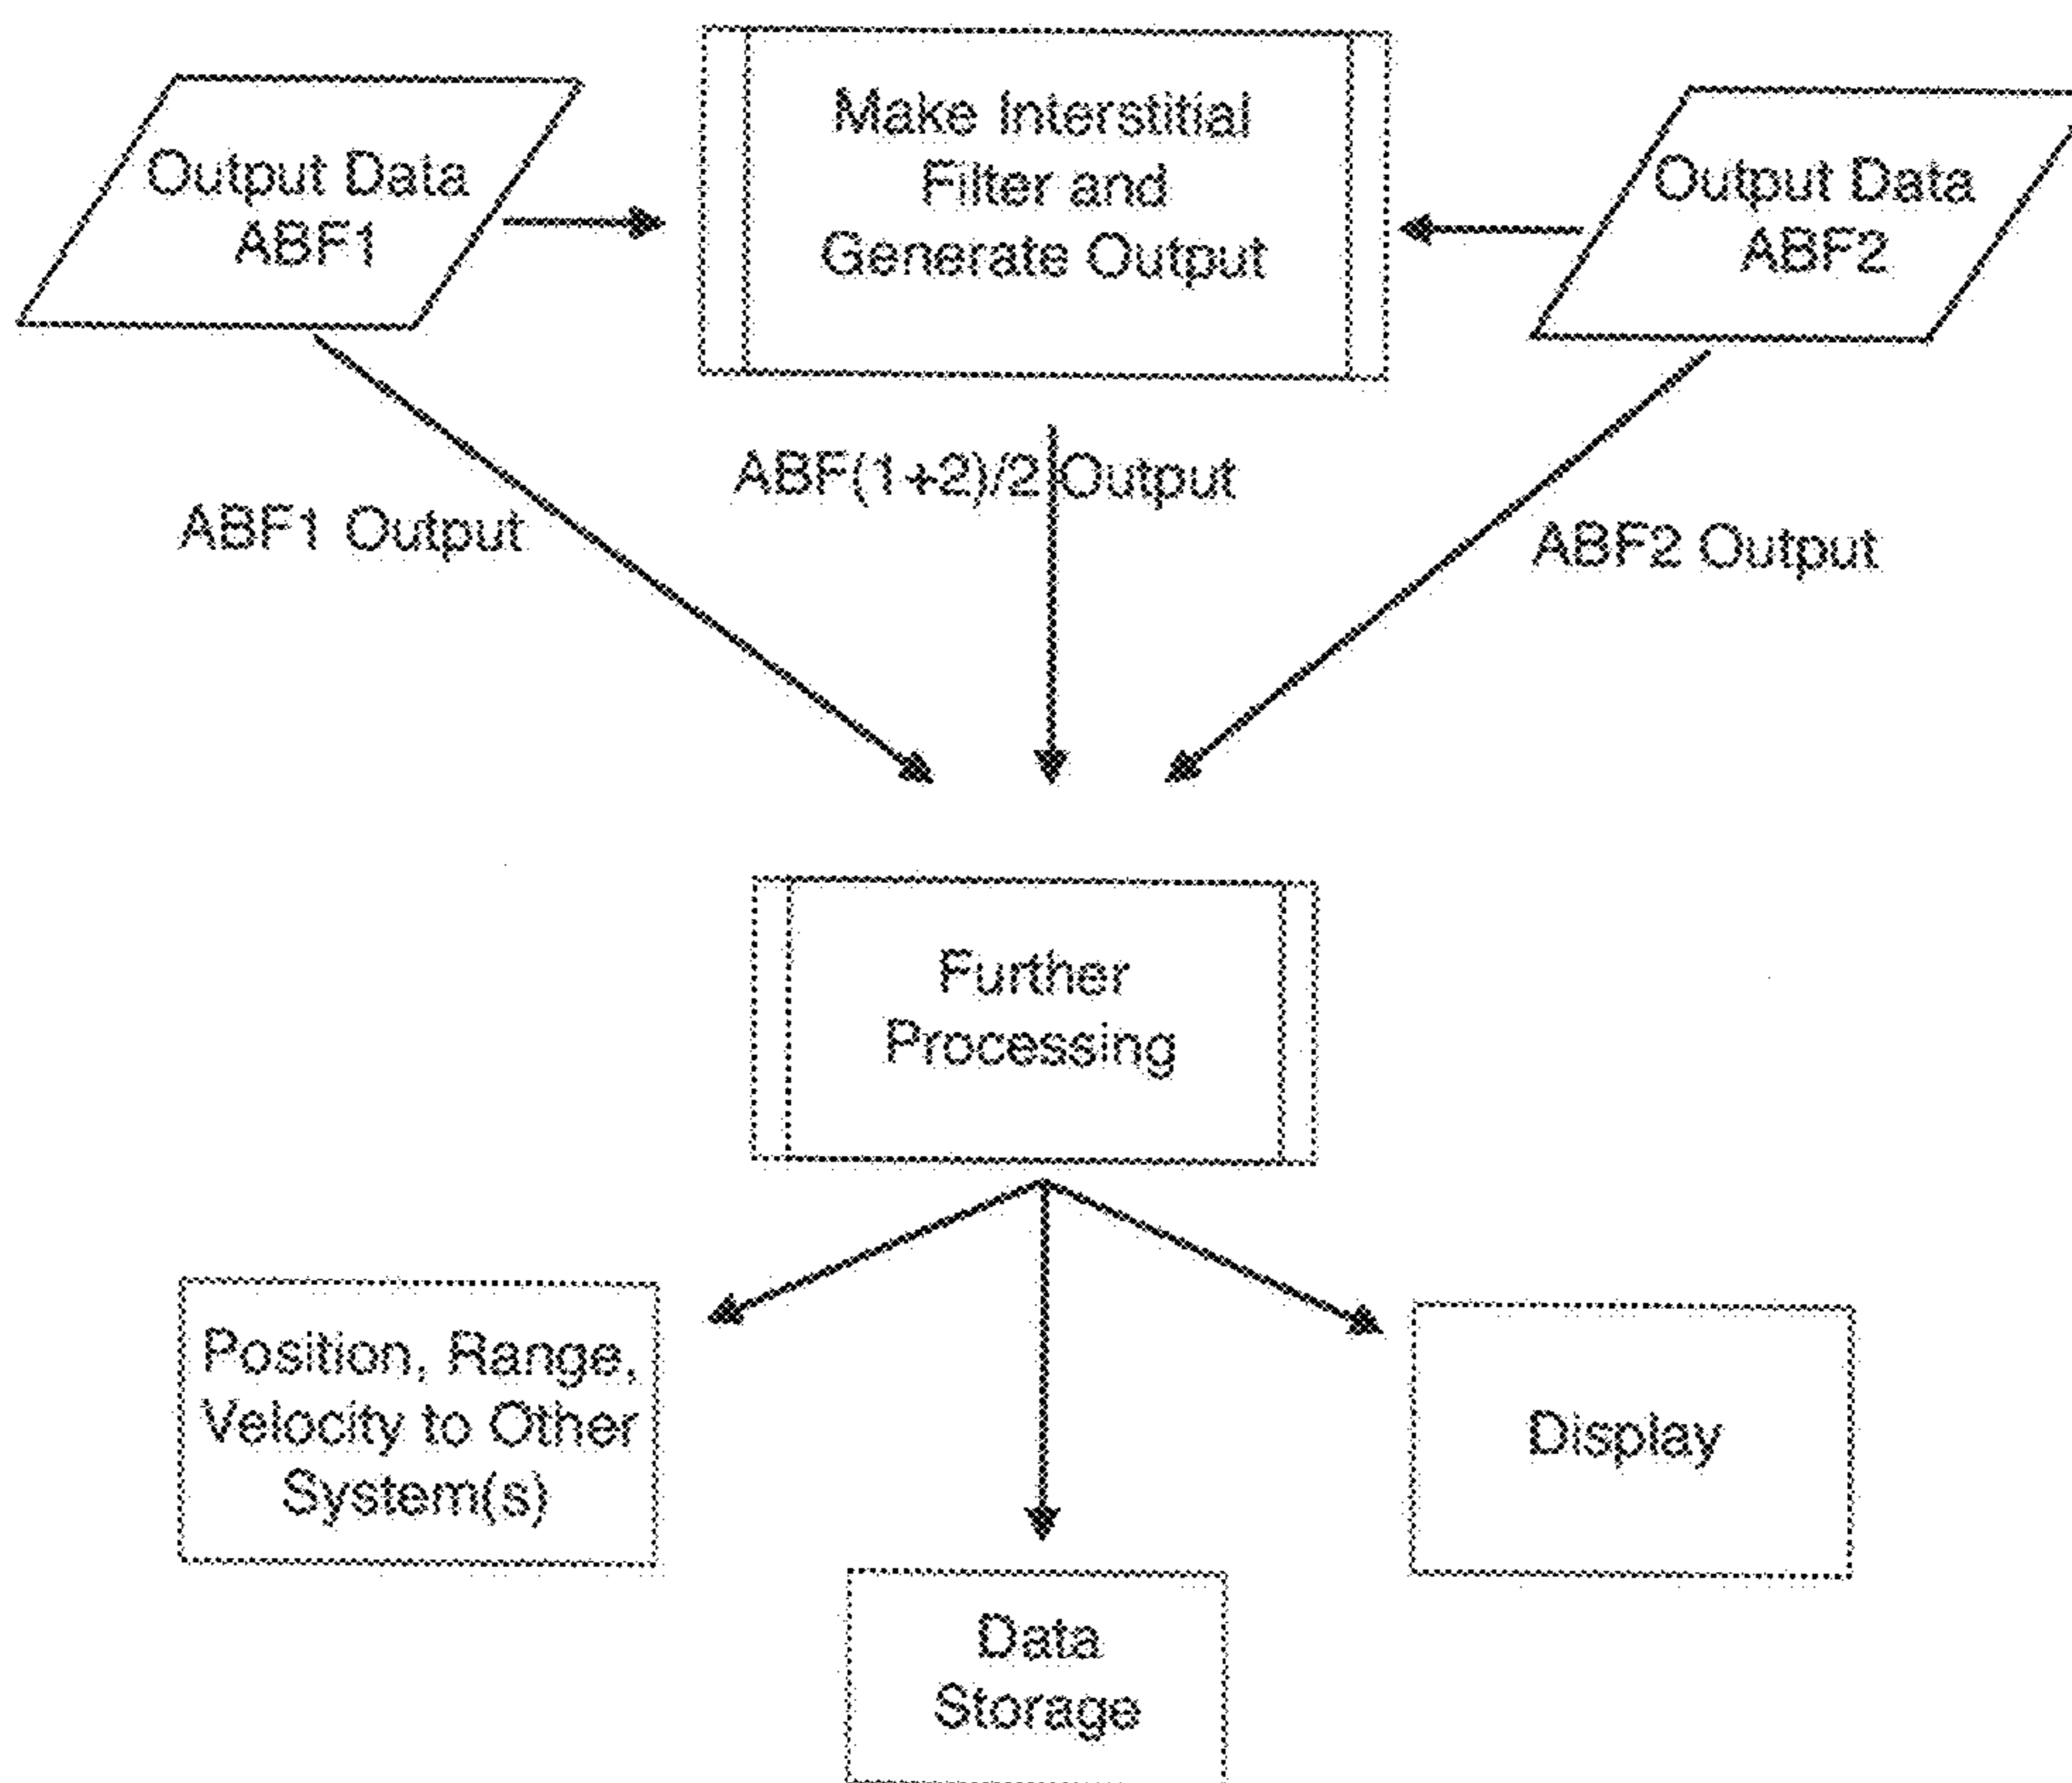 Output Data
ABF1
Make Interstitial
Filter and
Generate Output
Output Data
ABF2
ABF1 Output
ABF(1+2)/2 Output
ABF2 Output
Further
Processing
Position, Range,
Velocity to Other
System(s)
Data
Storage
Display